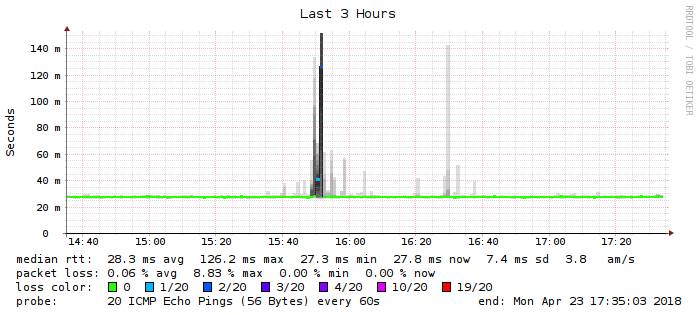 Last 3 Hours
RRDTOOL / TOBI OETIKER
Seconds
140 m
120 m
100 m
80 m
60 m
40 m
20 m
0
14:40 15:00 15:20 15:40 16:00 16:20 16:40 17:00 17:20
median rtt: 28.3 ms avg 126.2 ms max 27.3 ms min 27.8 ms now 7.4 ms sd 3.8 am/s
packet loss: 0.06 % avg 8.83 % max 0.00 % min 0.00 % now
loss color: 0 1/20 2/20 3/20 4/20 10/20 19/20
probe: 20 ICMP Echo Pings (56 Bytes) every 60s end: Mon Apr 23 17:35:03 2018